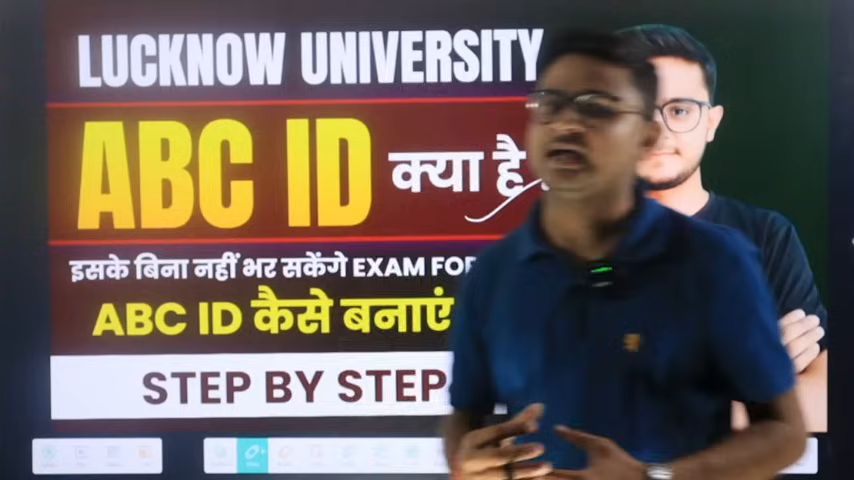 LUCKNOW UNIVERSITY
ABC ID क्या है
इसके बिना नहीं भर सकेंगे EXAM FOR
ABC ID कैसे बनाएं
STEP BY STEP